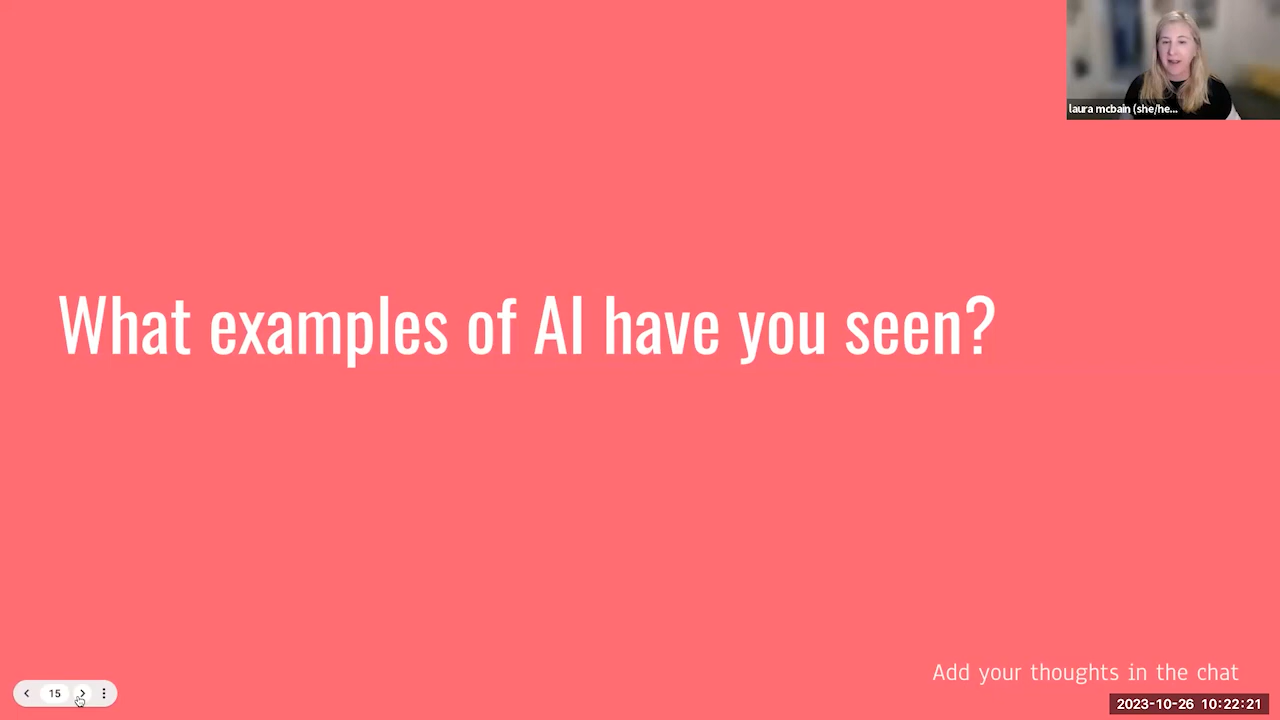 laura mcbain (she/he...
What examples of AI have you seen?
Add your thoughts in the chat
15
2023-10-26 10:22:21